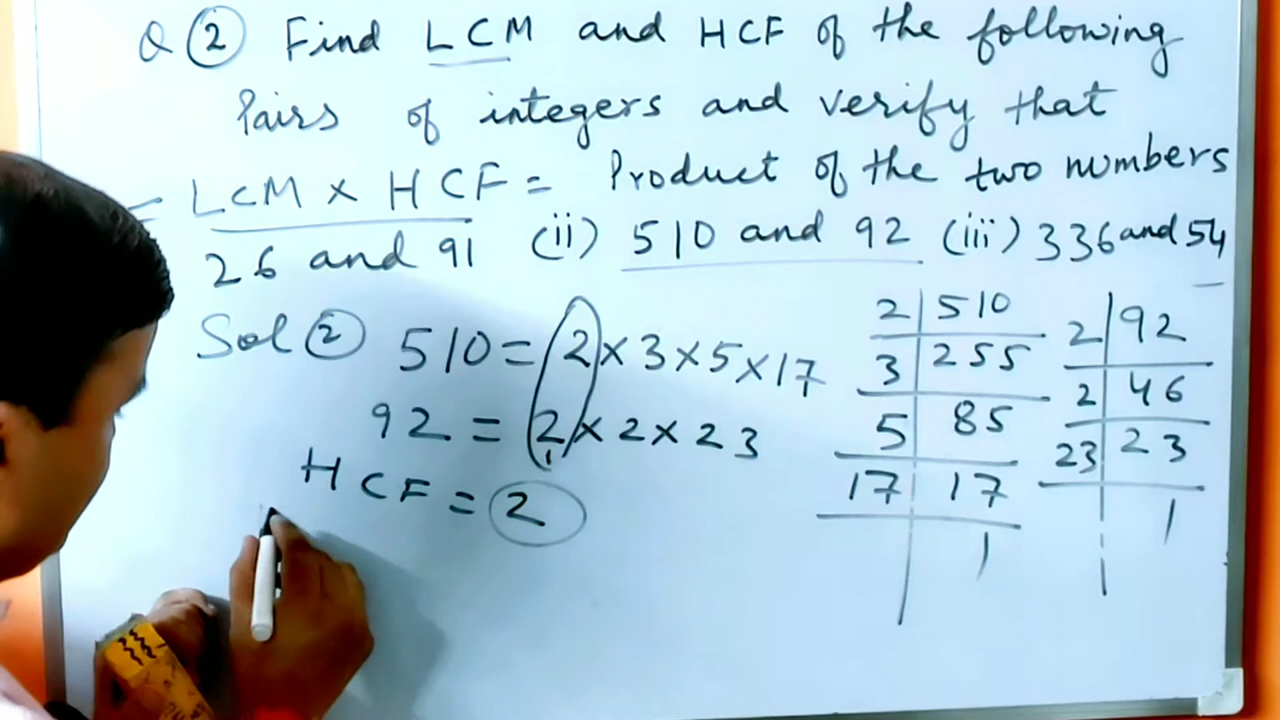 Q ② Find LCM and HCF of the following
Pairs of integers and verify that
= LCM × HCF = Product of the two numbers
26 and 91 (ii) 510 and 92 (iii) 336 and 54
Sol ② 510 = 2 × 3 × 5 × 17
92 = 2 × 2 × 23
HCF = 2
2 | 510
3 | 255
5 | 85
17 | 17
1
2 | 92
2 | 46
23 | 23
1